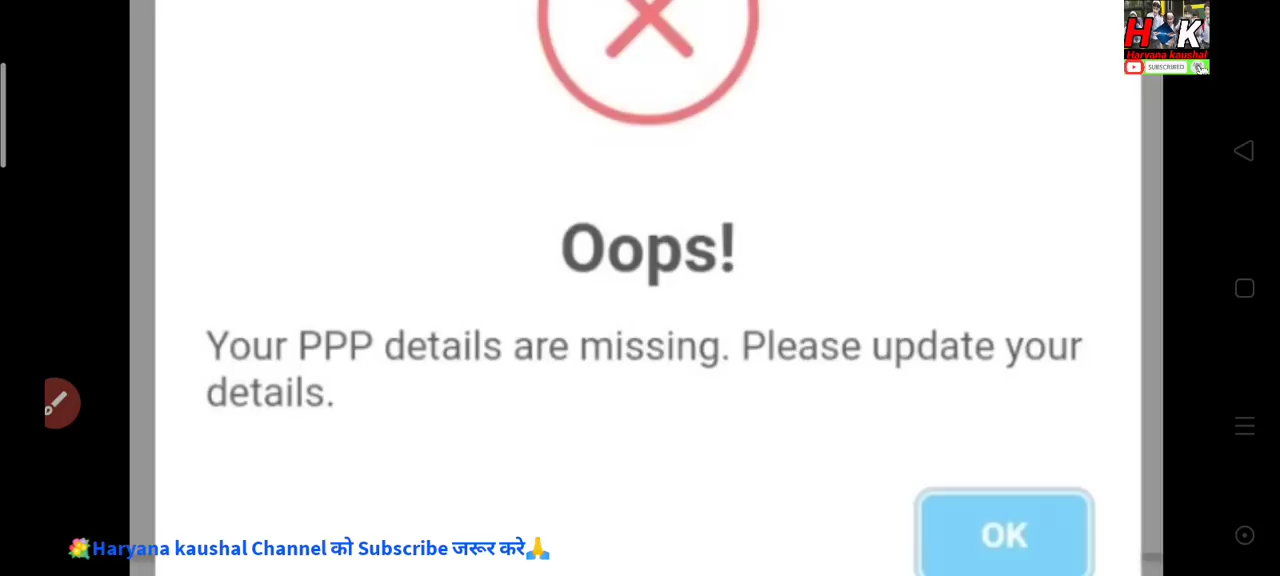 H K
Haryana kaushal
SUBSCRIBED
Oops!
Your PPP details are missing. Please update your
details.
OK
💐Haryana kaushal Channel को Subscribe जरूर करे🙏